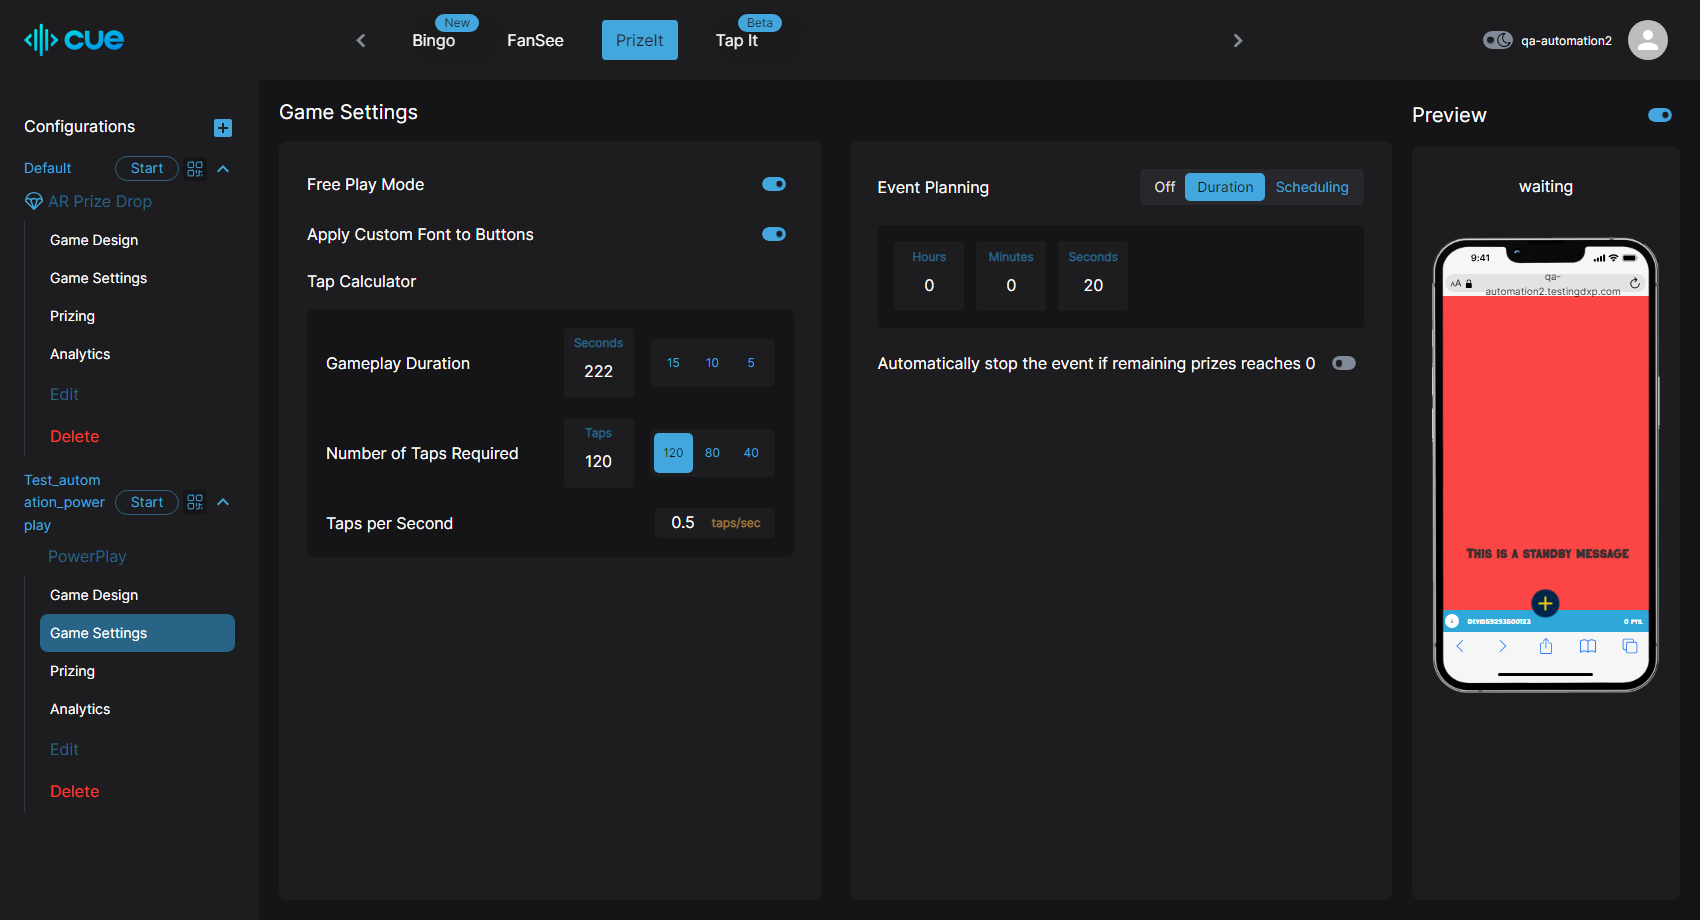 cue
New
Bingo
FanSee
PrizeIt
Beta
Tap It
qa-automation2
Configurations
Default
Start
AR Prize Drop
Game Design
Game Settings
Prizing
Analytics
Edit
Delete
Test_autom
ation_power
play
Start
PowerPlay
Game Design
Game Settings
Prizing
Analytics
Edit
Delete
Game Settings
Free Play Mode
Apply Custom Font to Buttons
Tap Calculator
Gameplay Duration
Seconds
222
15 10 5
Number of Taps Required
Taps
120
120 80 40
Taps per Second
0.5 taps/sec
Event Planning
Off Duration Scheduling
Hours Minutes Seconds
0 0 20
Automatically stop the event if remaining prizes reaches 0
Preview
waiting
9:41
AA
qa-
automation2.testingdxp.com
This is a standby message
0 PTS.